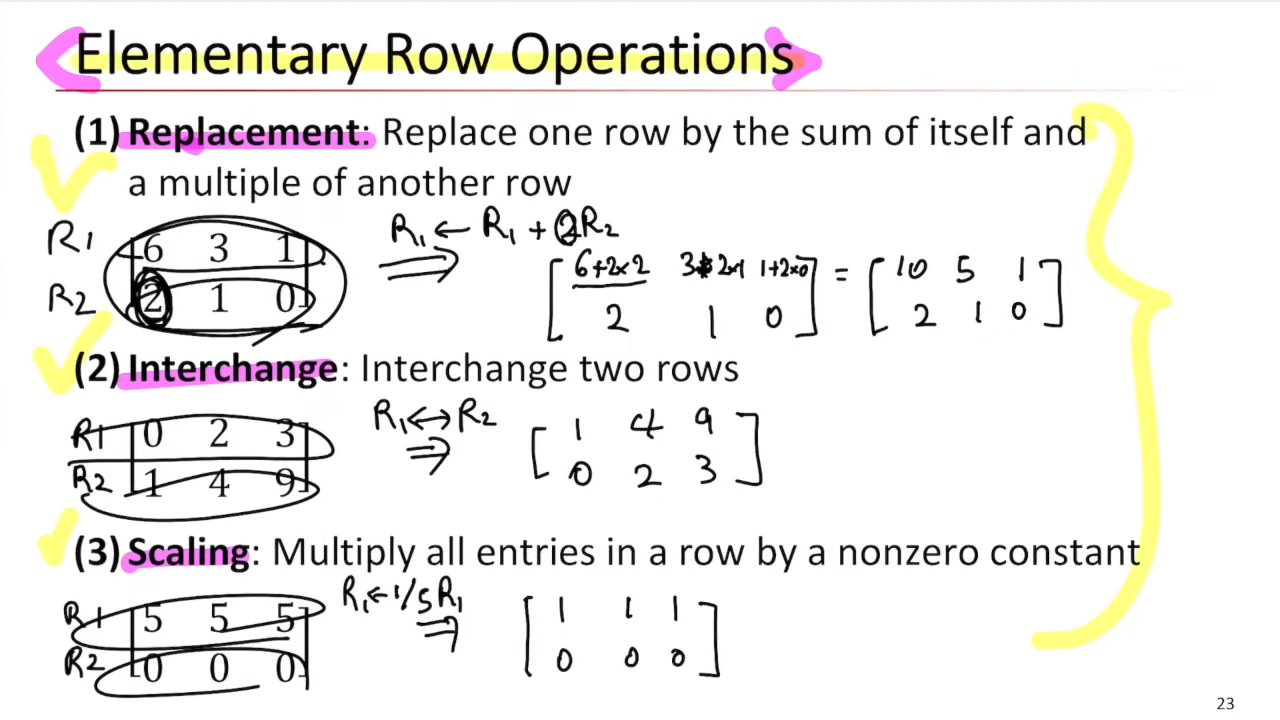 Elementary Row Operations
(1) Replacement: Replace one row by the sum of itself and
a multiple of another row
R1 6 3 1 R₁ ← R₁ + 2R₂
R2 2 1 0 ⇒
[ 6+2×2 3+2×1 1+2×0 ] = [ 10 5 1 ]
[ 2 1 0 ] [ 2 1 0 ]
(2) Interchange: Interchange two rows
R1 0 2 3 R₁ ↔ R₂ [ 1 4 9 ]
R2 1 4 9 ⇒ [ 0 2 3 ]
(3) Scaling: Multiply all entries in a row by a nonzero constant
R1 5 5 5 R₁ ← 1/5 R₁ [ 1 1 1 ]
R2 0 0 0 ⇒ [ 0 0 0 ]
23